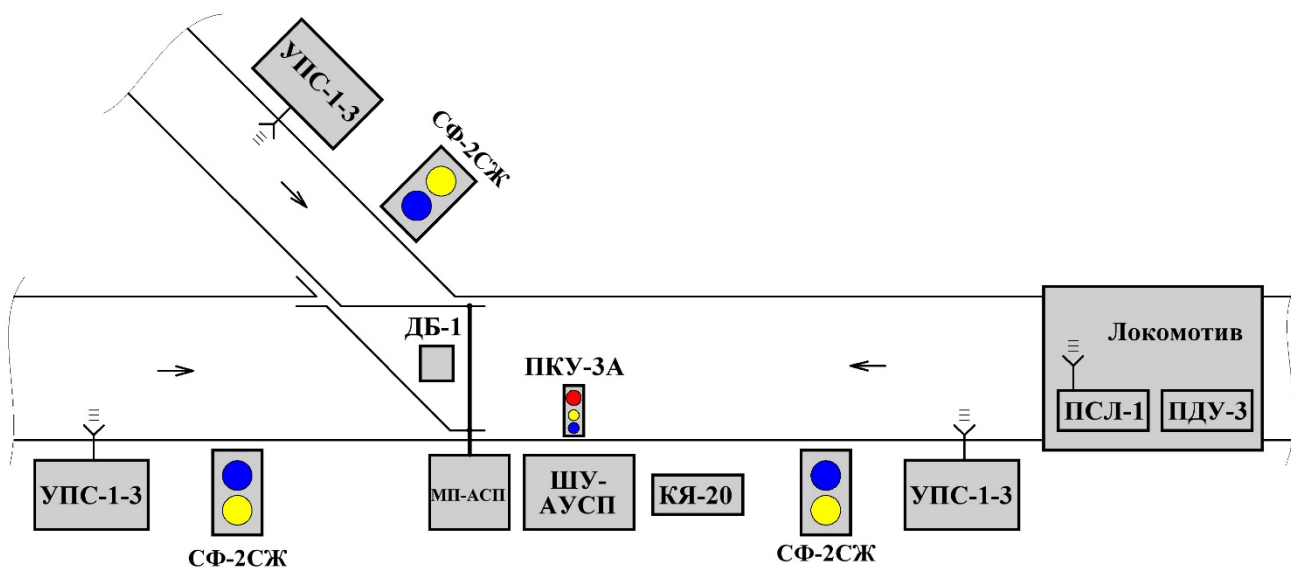 УПС-1-3
СФ-2СЖ
ДБ-1
ПКУ-3А
Локомотив
ПСЛ-1
ПДУ-3
УПС-1-3
СФ-2СЖ
МП-АСП
ШУ-
АУСП
КЯ-20
СФ-2СЖ
УПС-1-3